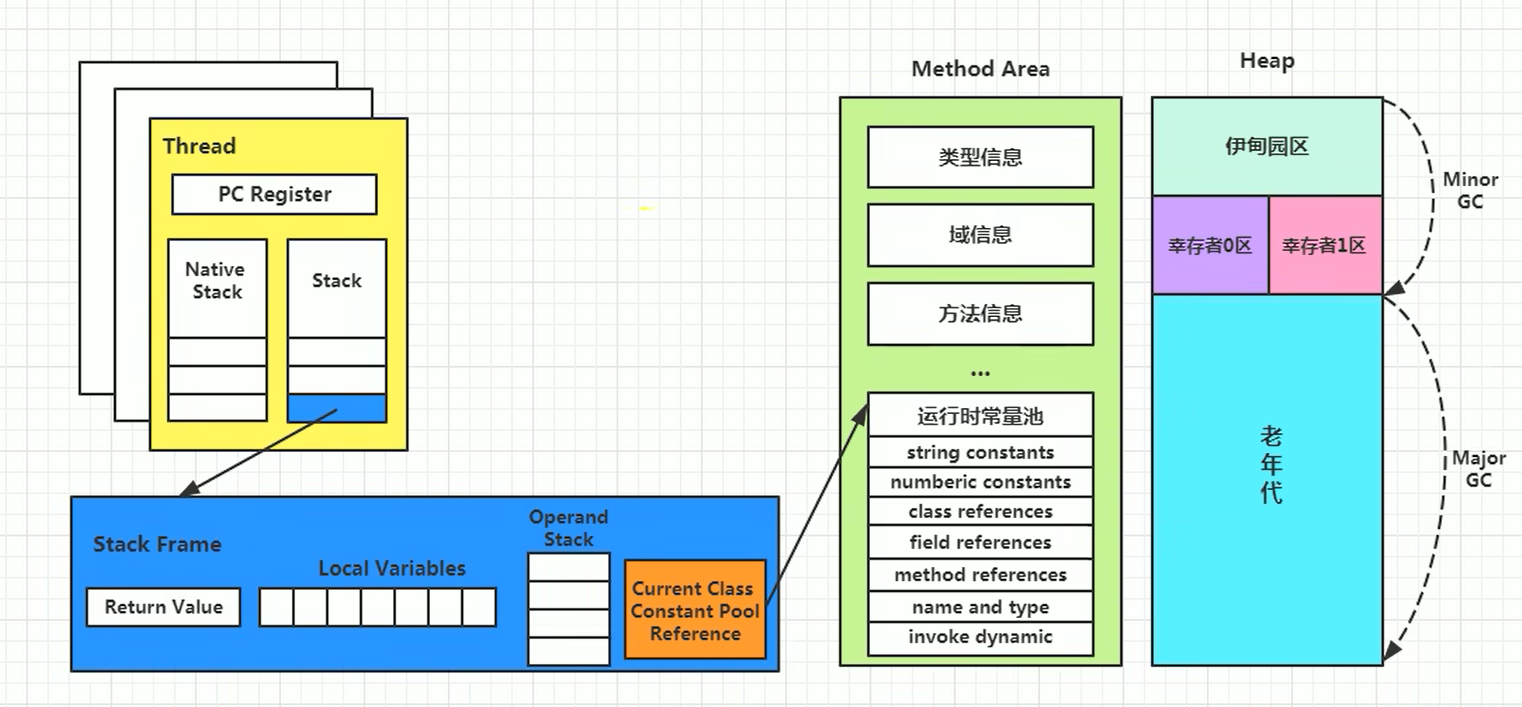 Thread
PC Register
Native
Stack
Stack
Stack Frame
Return Value
Local Variables
Operand
Stack
Current Class
Constant Pool
Reference
Method Area
类型信息
域信息
方法信息
...
运行时常量池
string constants
numberic constants
class references
field references
method references
name and type
invoke dynamic
Heap
伊甸园区
幸存者0区
幸存者1区
老
年
代
Minor
GC
Major
GC